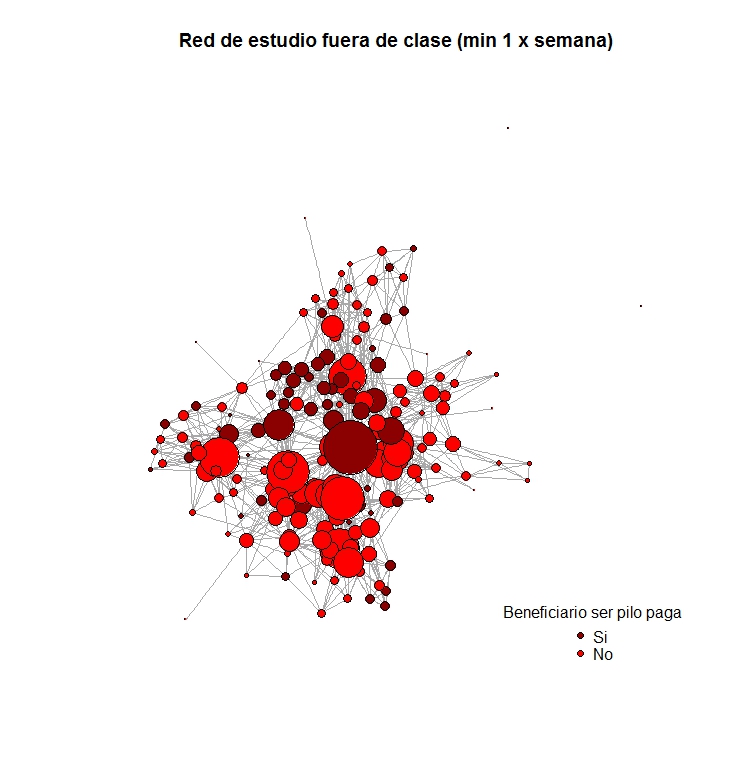 Red de estudio fuera de clase (min 1 x semana)
Beneficiario ser pilo paga
Si
No